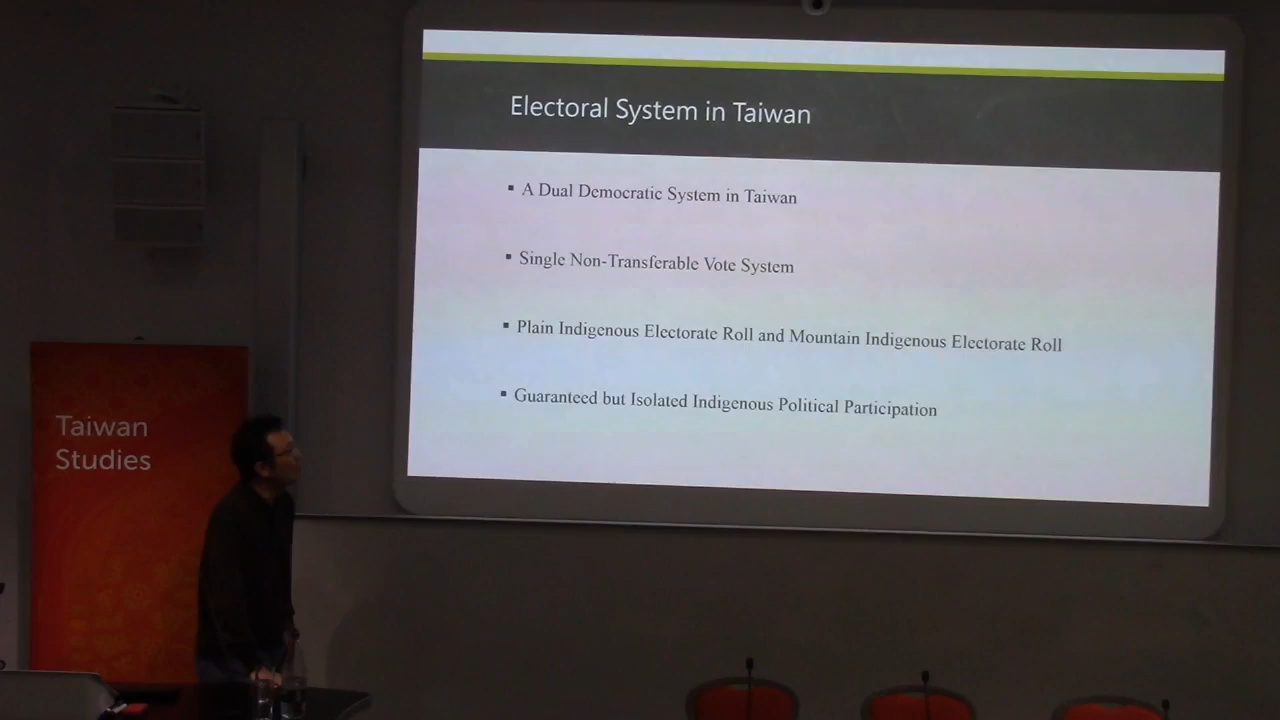 Electoral System in Taiwan
▪ A Dual Democratic System in Taiwan
▪ Single Non-Transferable Vote System
▪ Plain Indigenous Electorate Roll and Mountain Indigenous Electorate Roll
▪ Guaranteed but Isolated Indigenous Political Participation
Taiwan
Studies